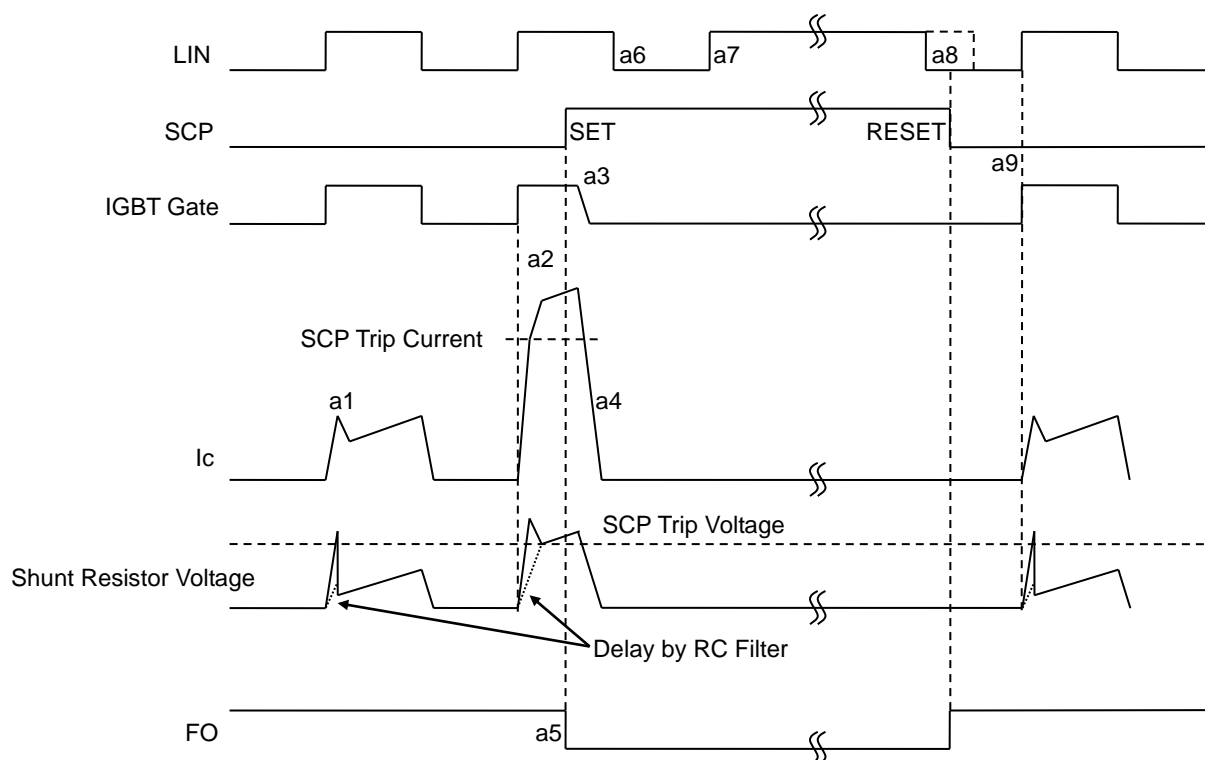 LIN
a6
a7
a8
SCP
SET
RESET
a9
IGBT Gate
a3
a2
SCP Trip Current
a1
a4
Ic
SCP Trip Voltage
Shunt Resistor Voltage
Delay by RC Filter
FO
a5